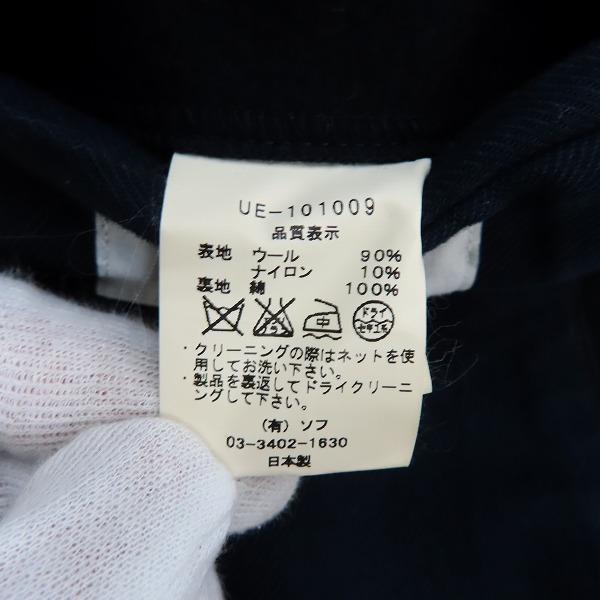 UE-101009
品質表示
表地 ウール 90%
ナイロン 10%
裏地 綿 100%
中 ドライ セキユ系
・クリーニングの際はネットを使
用してお洗い下さい。
・製品を裏返してドライクリーニ
ングして下さい。
(有) ソフ
03-3402-1630
日本製